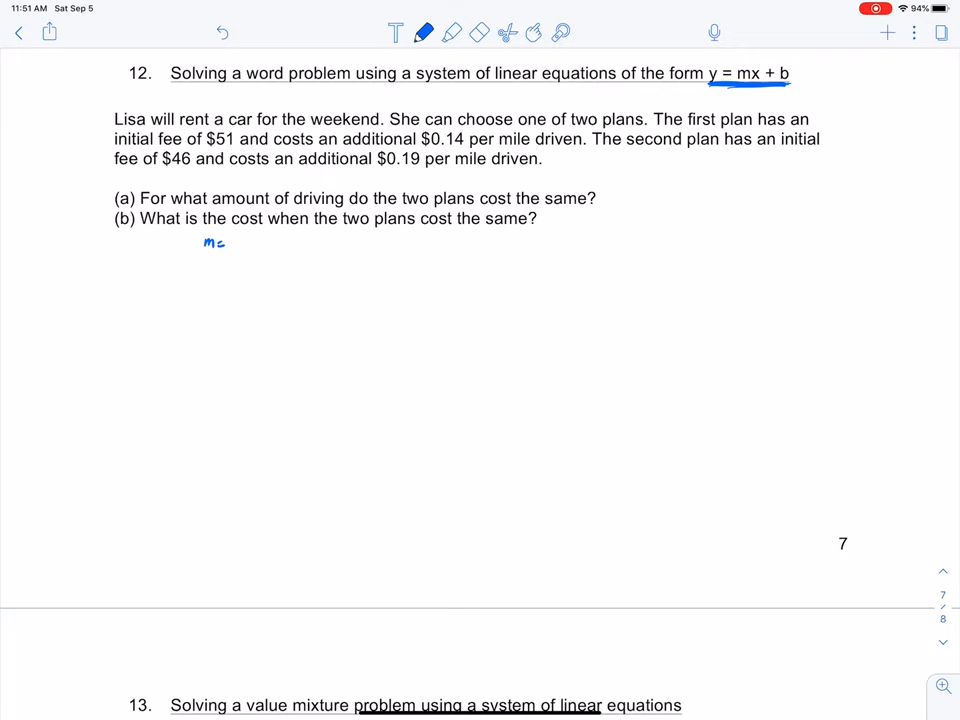 11:51 AM Sat Sep 5
94%
12. Solving a word problem using a system of linear equations of the form y = mx + b
Lisa will rent a car for the weekend. She can choose one of two plans. The first plan has an
initial fee of $51 and costs an additional $0.14 per mile driven. The second plan has an initial
fee of $46 and costs an additional $0.19 per mile driven.
(a) For what amount of driving do the two plans cost the same?
(b) What is the cost when the two plans cost the same?
m=
7
7
/
8
13. Solving a value mixture problem using a system of linear equations